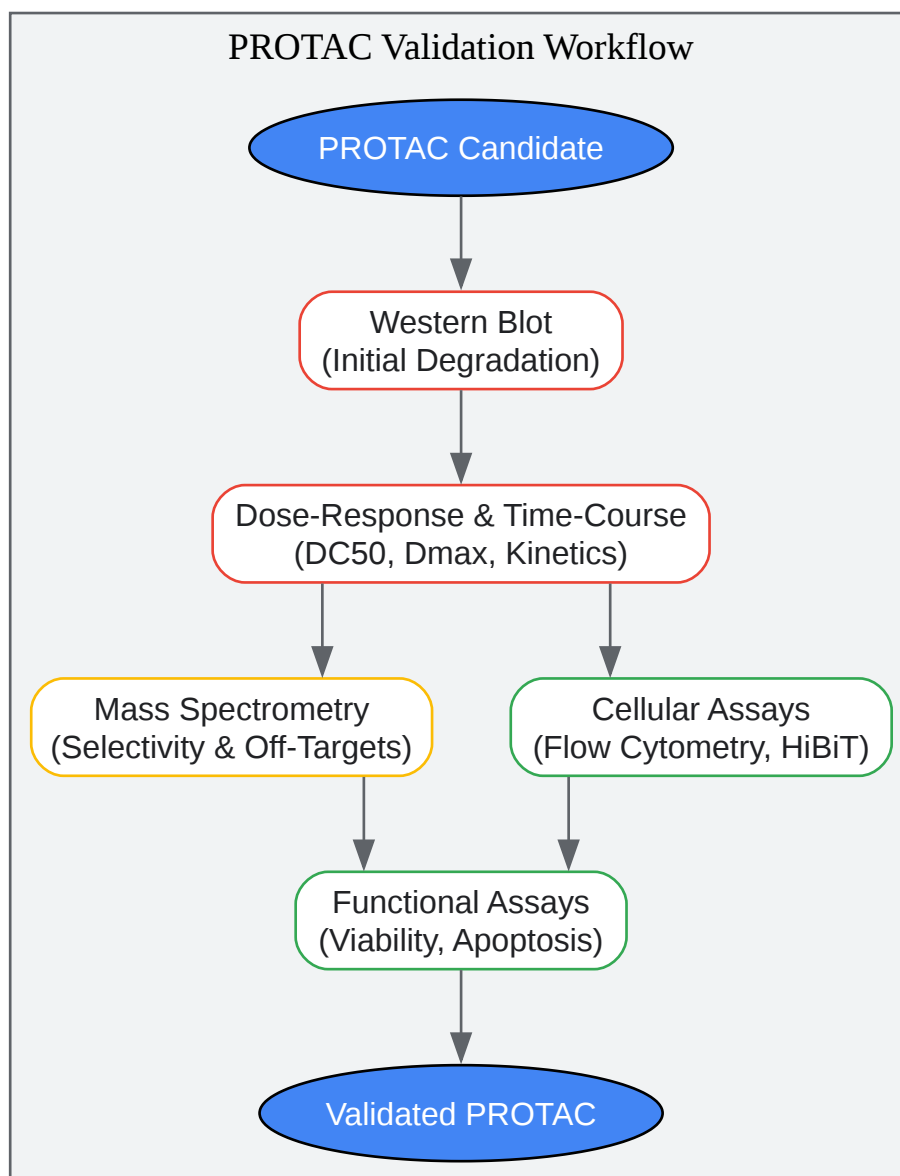 PROTAC Validation Workflow
PROTAC Candidate
Western Blot
(Initial Degradation)
Dose-Response & Time-Course
(DC50, Dmax, Kinetics)
Mass Spectrometry
(Selectivity & Off-Targets)
Cellular Assays
(Flow Cytometry, HiBiT)
Functional Assays
(Viability, Apoptosis)
Validated PROTAC